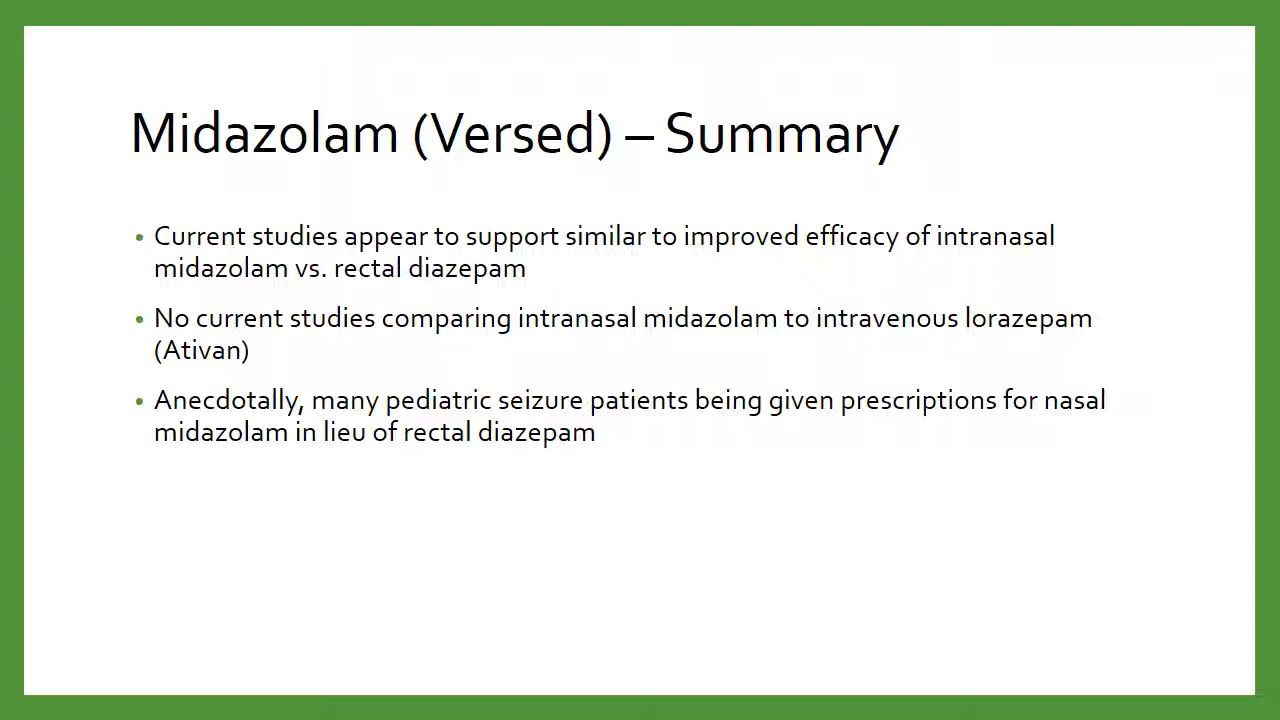 Midazolam (Versed) – Summary
• Current studies appear to support similar to improved efficacy of intranasal
midazolam vs. rectal diazepam
• No current studies comparing intranasal midazolam to intravenous lorazepam
(Ativan)
• Anecdotally, many pediatric seizure patients being given prescriptions for nasal
midazolam in lieu of rectal diazepam